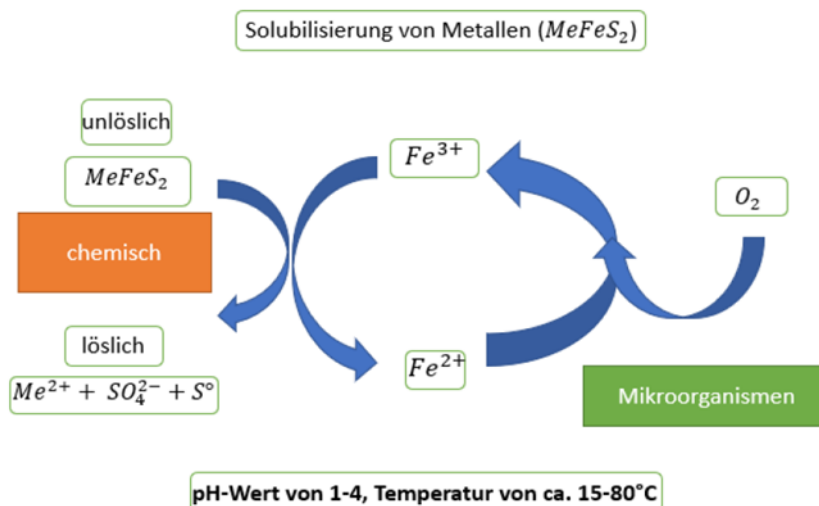 Solubilisierung von Metallen (MeFeS₂)
unlöslich
MeFeS₂
chemisch
löslich
Me²⁺ + SO₄²⁻ + S°
Fe³⁺
Fe²⁺
O₂
Mikroorganismen
pH-Wert von 1-4, Temperatur von ca. 15-80°C